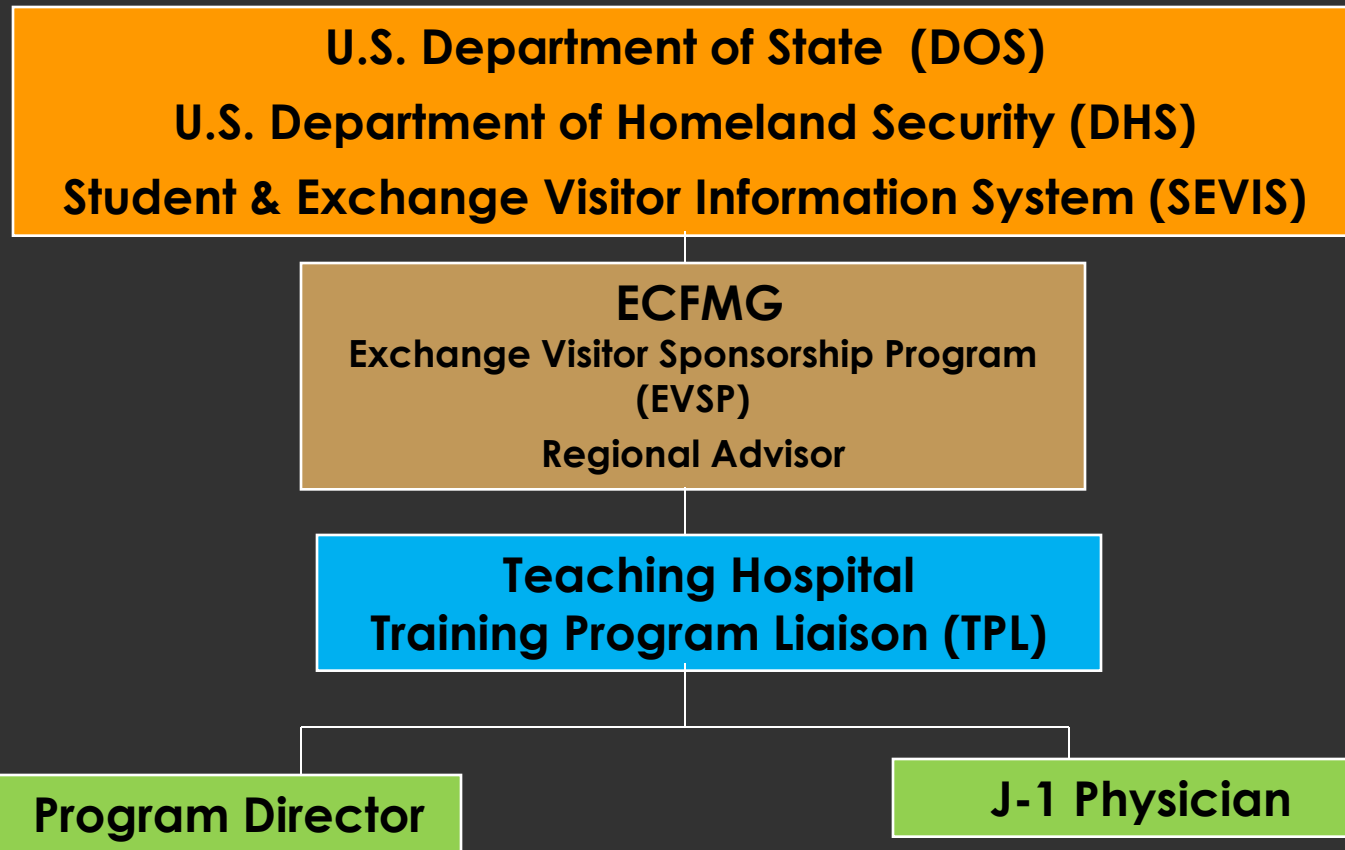 U.S. Department of State (DOS)
U.S. Department of Homeland Security (DHS)
Student & Exchange Visitor Information System (SEVIS)
ECFMG
Exchange Visitor Sponsorship Program
(EVSP)
Regional Advisor
Teaching Hospital
Training Program Liaison (TPL)
Program Director
J-1 Physician